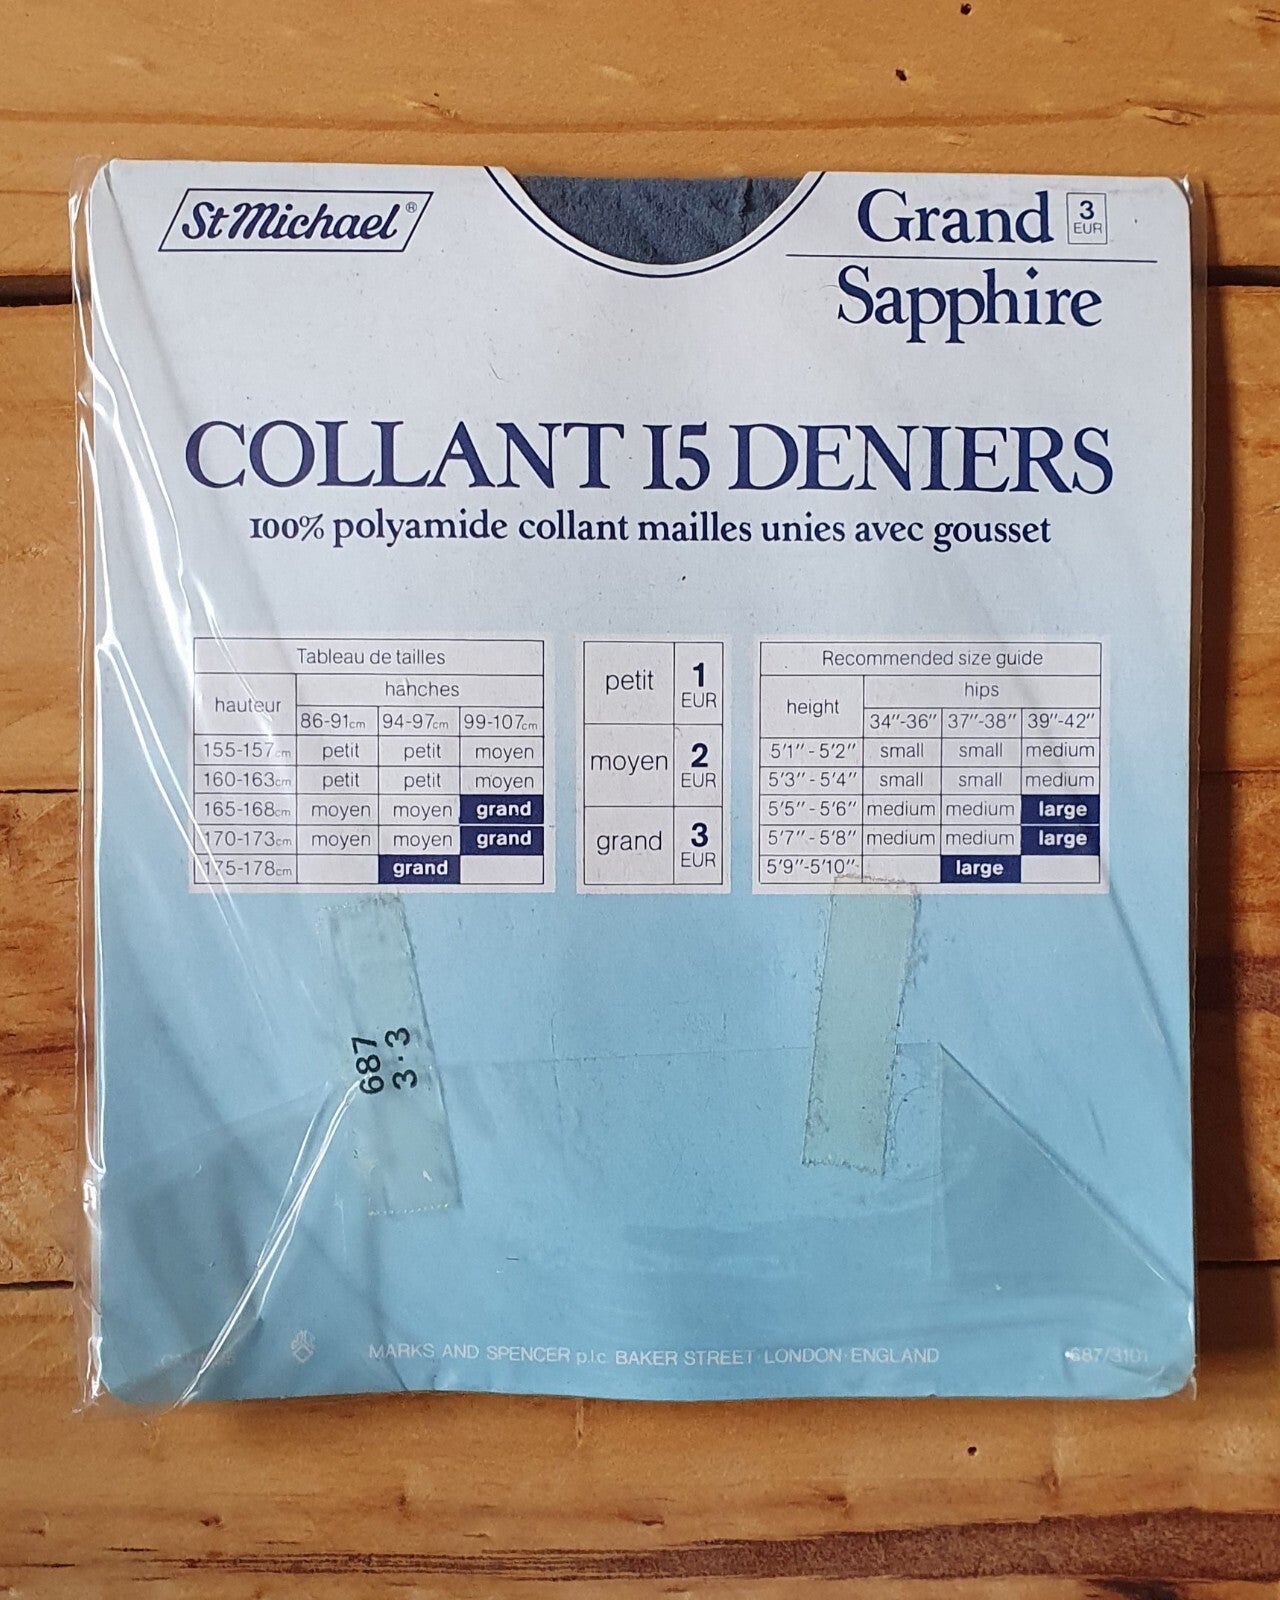 St Michael®
Grand 3 EUR
Sapphire
COLLANT 15 DENIERS
100% polyamide collant mailles unies avec gousset
Tableau de tailles
hauteur hanches
86-91cm 94-97cm 99-107cm
155-157cm petit petit moyen
160-163cm petit petit moyen
165-168cm moyen moyen grand
170-173cm moyen moyen grand
175-178cm grand
petit 1 EUR
moyen 2 EUR
grand 3 EUR
Recommended size guide
height hips
34"-36" 37"-38" 39"-42"
5'1" - 5'2" small small medium
5'3" - 5'4" small small medium
5'5" - 5'6" medium medium large
5'7" - 5'8" medium medium large
5'9"-5'10" large
687
3·3
MARKS AND SPENCER p.l.c. BAKER STREET·LONDON·ENGLAND
687/3101